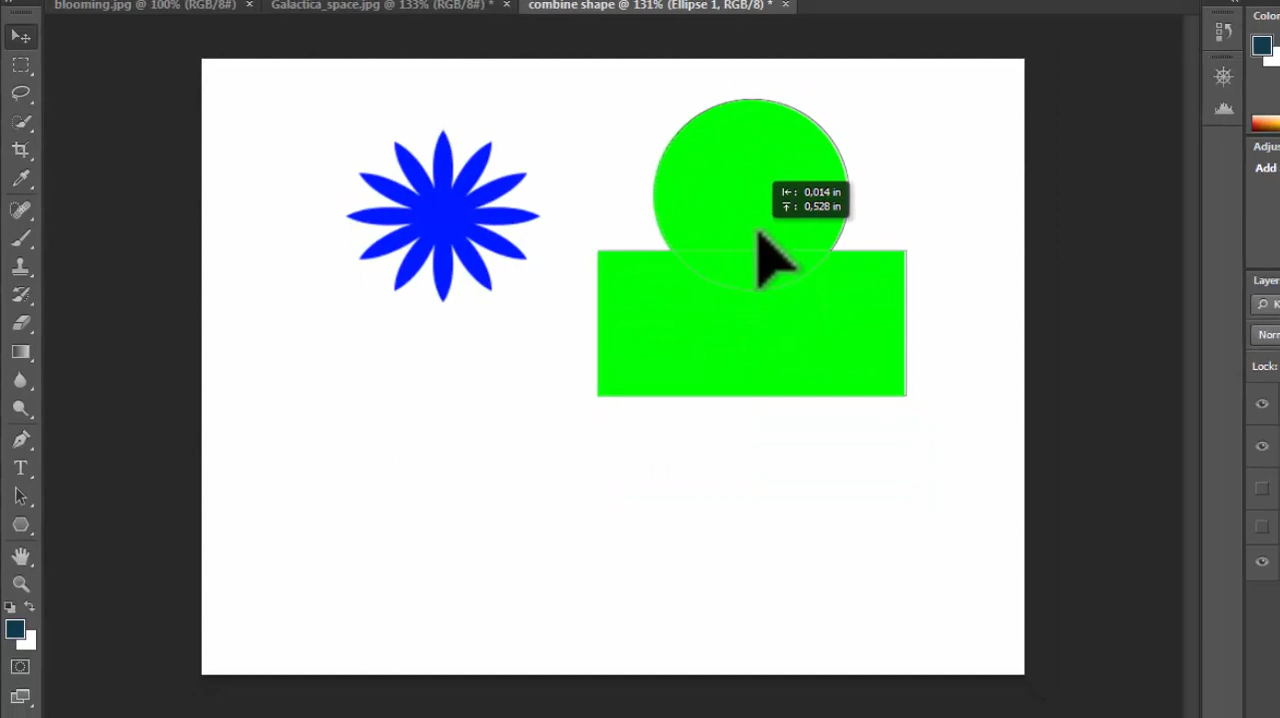 blooming.jpg @ 100% (RGB/8#) × Galactica_space.jpg @ 133% (RGB/8#) * × combine shape @ 131% (Ellipse 1, RGB/8) * ×
Color
Adjus
Add
0,014 in
0,528 in
Layer
K
Norr
Lock:
T